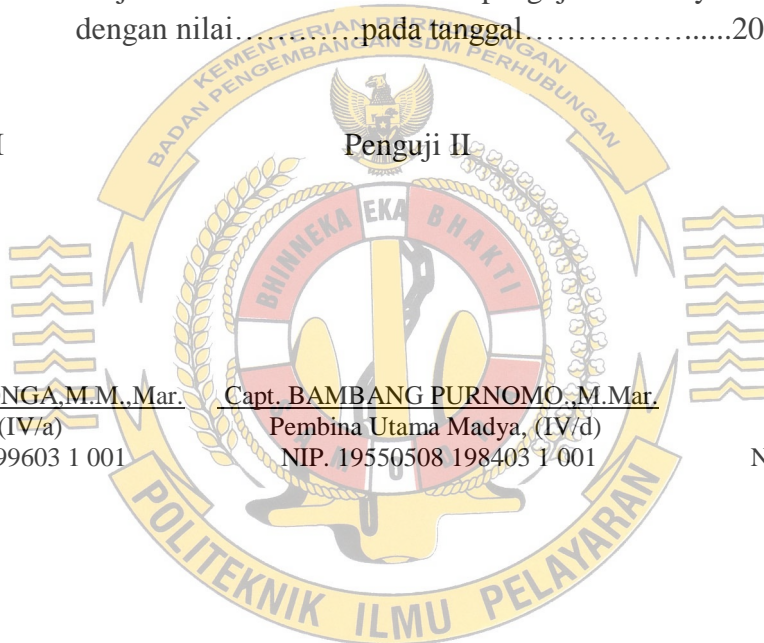 dengan nilai…………pada tanggal……………......20
KEMENTERIAN PERHUBUNGAN
BADAN PENGEMBANGAN SDM PERHUBUNGAN
I
Penguji II
BHINNEKA EKA BHAKTI
NGA,M.M.,Mar.
Capt. BAMBANG PURNOMO.,M.Mar.
(IV/a)
Pembina Utama Madya, (IV/d)
99603 1 001
NIP. 19550508 198403 1 001
N
POLITEKNIK ILMU PELAYARAN